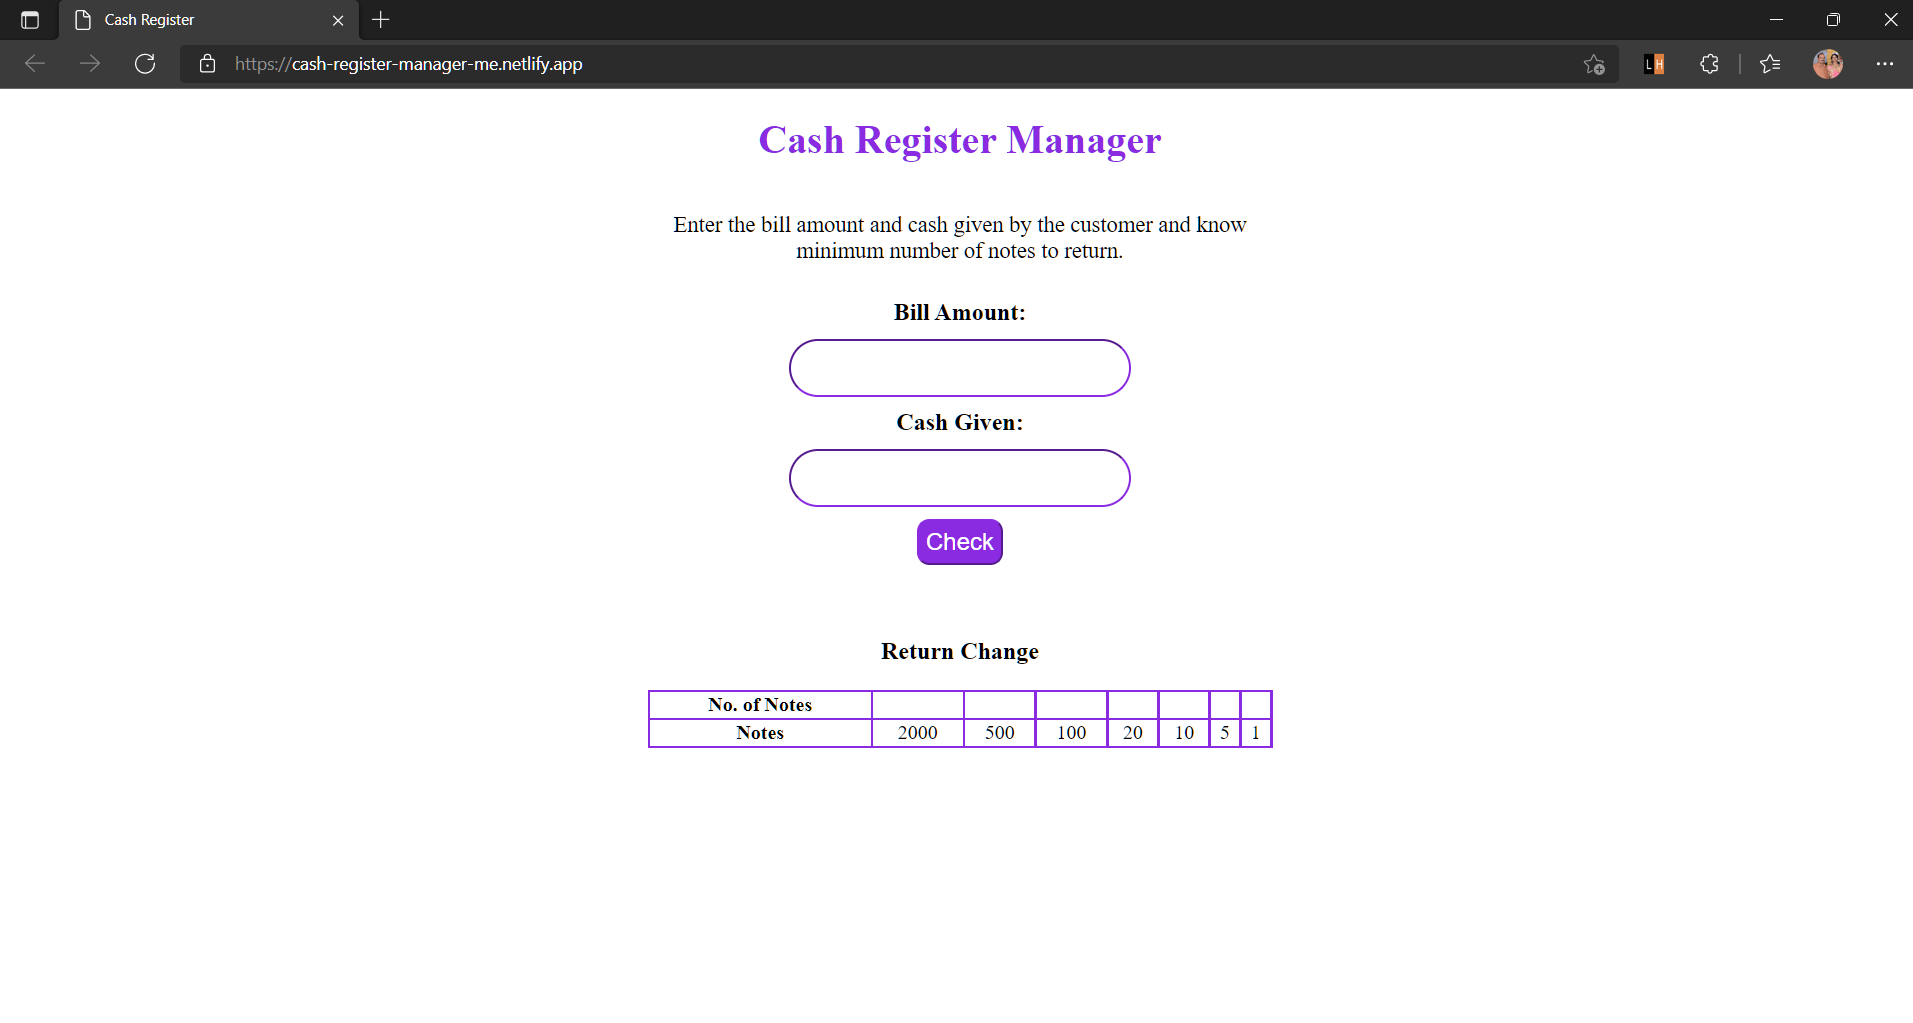 Cash Register
https://cash-register-manager-me.netlify.app
L H
Cash Register Manager
Enter the bill amount and cash given by the customer and know
minimum number of notes to return.
Bill Amount:
Cash Given:
Check
Return Change
No. of Notes
Notes 2000 500 100 20 10 5 1